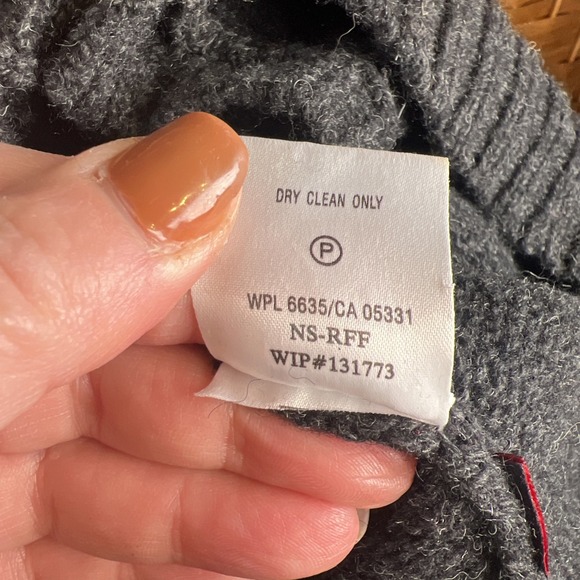 DRY CLEAN ONLY
P
WPL 6635/CA 05331
NS-RFF
WIP#131773